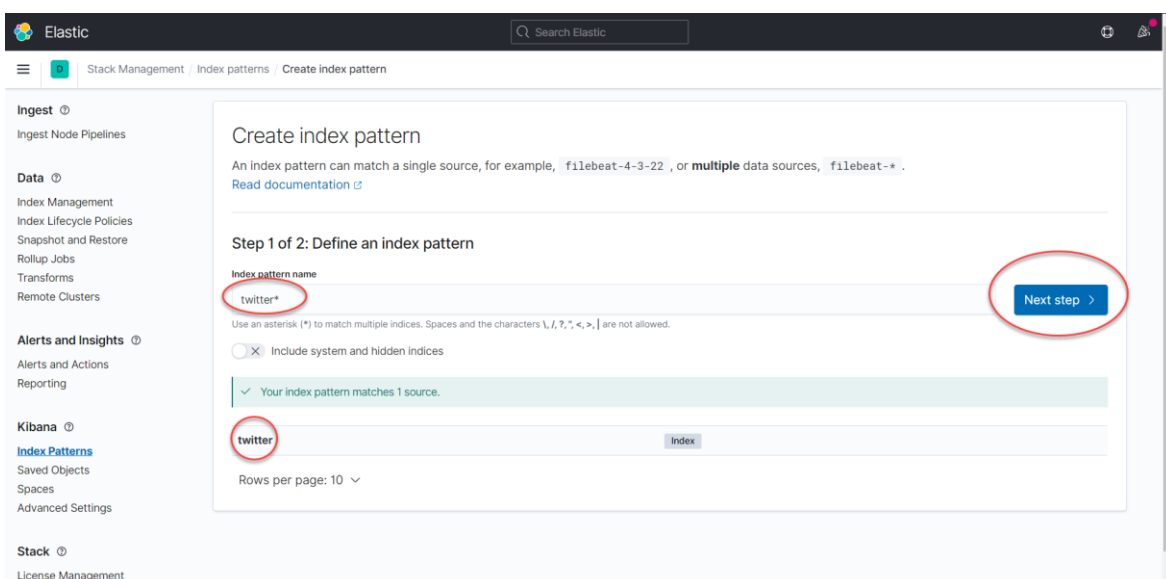 Elastic
Search Elastic
D
Stack Management / Index patterns / Create index pattern
Ingest
Ingest Node Pipelines
Data
Index Management
Index Lifecycle Policies
Snapshot and Restore
Rollup Jobs
Transforms
Remote Clusters
Alerts and Insights
Alerts and Actions
Reporting
Kibana
Index Patterns
Saved Objects
Spaces
Advanced Settings
Stack
License Management
Create index pattern
An index pattern can match a single source, for example, filebeat-4-3-22 , or multiple data sources, filebeat-* .
Read documentation
Step 1 of 2: Define an index pattern
Index pattern name
twitter*
Next step
Use an asterisk (*) to match multiple indices. Spaces and the characters \, /, ?, ", <, >, | are not allowed.
Include system and hidden indices
Your index pattern matches 1 source.
twitter
Index
Rows per page: 10